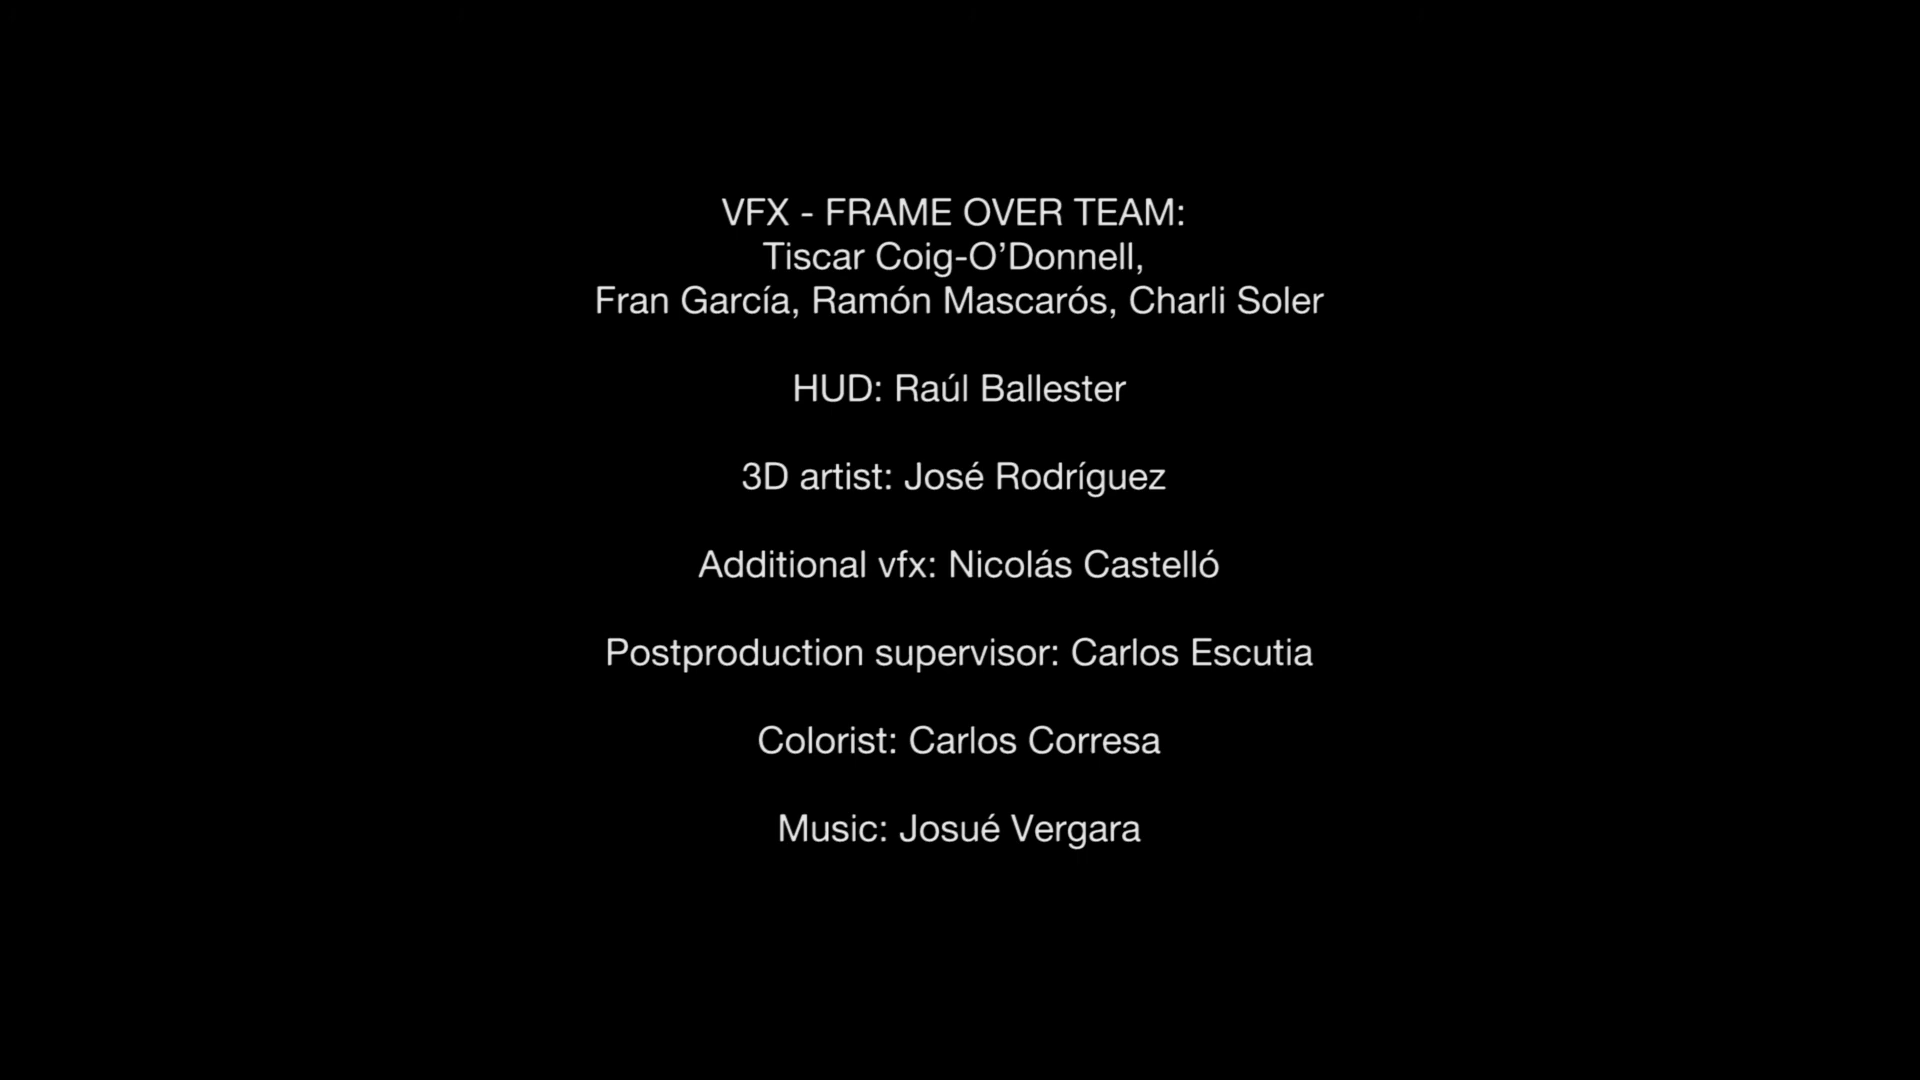 VFX - FRAME OVER TEAM:
Tiscar Coig-O’Donnell,
Fran García, Ramón Mascarós, Charli Soler
HUD: Raúl Ballester
3D artist: José Rodríguez
Additional vfx: Nicolás Castelló
Postproduction supervisor: Carlos Escutia
Colorist: Carlos Corresa
Music: Josué Vergara